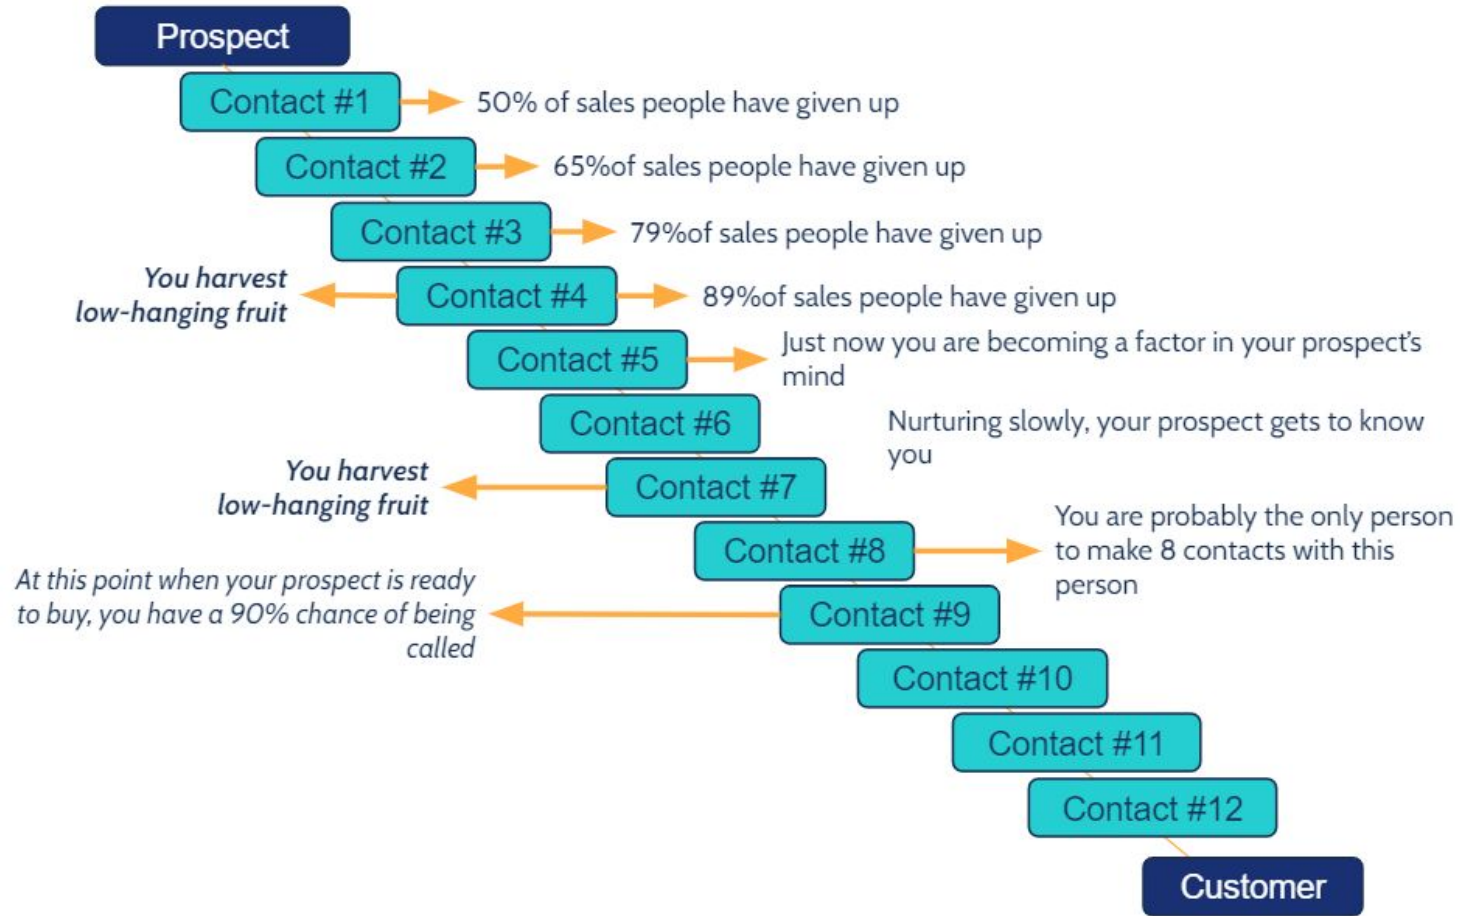 Prospect
Contact #1
50% of sales people have given up
Contact #2
65%of sales people have given up
Contact #3
79%of sales people have given up
You harvest
low-hanging fruit
Contact #4
89%of sales people have given up
Contact #5
Just now you are becoming a factor in your prospect's
mind
Contact #6
Nurturing slowly, your prospect gets to know
you
You harvest
low-hanging fruit
Contact #7
Contact #8
You are probably the only person
to make 8 contacts with this
person
At this point when your prospect is ready
to buy, you have a 90% chance of being
called
Contact #9
Contact #10
Contact #11
Contact #12
Customer